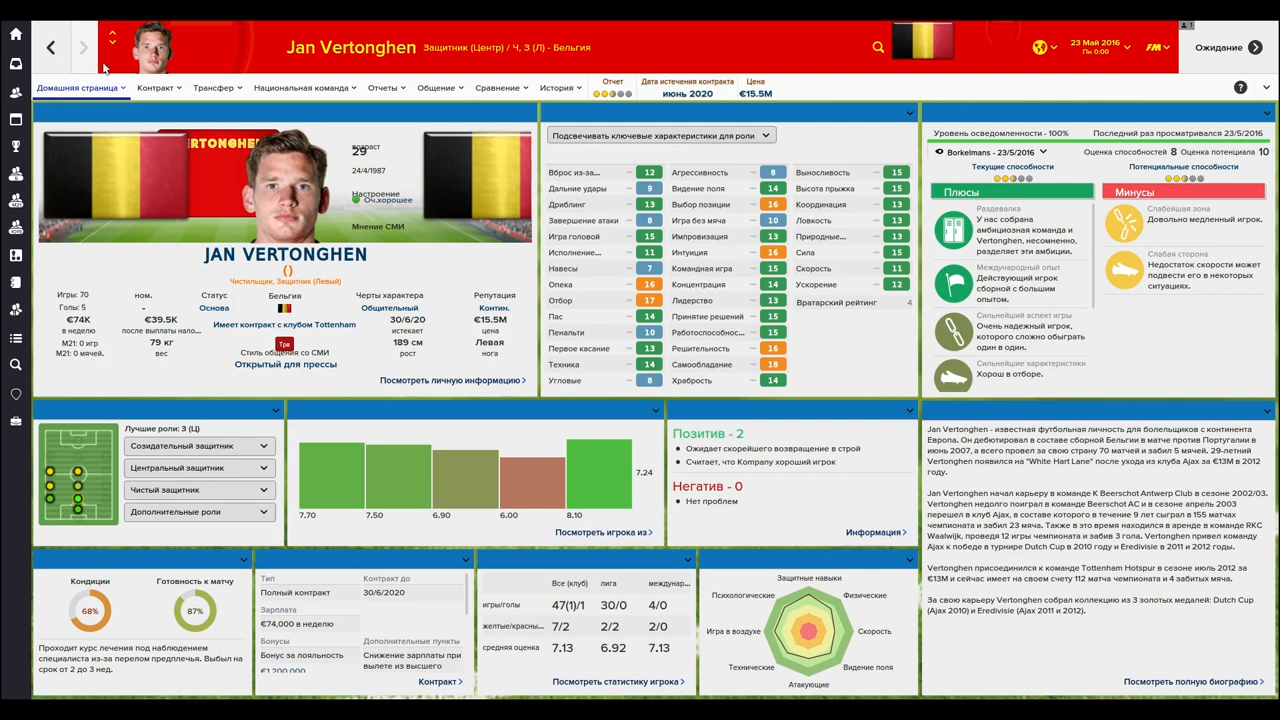 Jan Vertonghen
Защитник (Центр) / Ч, З (Л) - Бельгия
23 Май 2016
Пн 0:00
FM
1
Ожидание
Домашняя страница
Контракт
Трансфер
Национальная команда
Отчеты
Общение
Сравнение
История
Отчет
Дата истечения контракта
июнь 2020
Цена
€15.5M
?
возраст
29
24/4/1987
Настроение
Оч.хорошее
Мнение СМИ
JAN VERTONGHEN
()
Чистильщик, Защитник (Левый)
Игры: 70
Голы: 5
€74K
в неделю
М21: 0 игр
М21: 0 мячей.
ном.
-
€39.5K
после выплаты нало...
79 кг
вес
Статус
Основа
Бельгия
Имеет контракт с клубом Tottenham
Тра
Стиль общения со СМИ
Открытый для прессы
Черты характера
Общительный
30/6/20
истекает
189 см
рост
Репутация
Контин.
€15.5M
цена
Левая
нога
Посмотреть личную информацию
Подсвечивать ключевые характеристики для роли
Вброс из-за... 12
Дальние удары 9
Дриблинг 13
Завершение атаки 8
Игра головой 15
Исполнение... 11
Навесы 7
Опека 16
Отбор 17
Пас 14
Пенальти 10
Первое касание 13
Техника 14
Угловые 8
Агрессивность 8
Видение поля 14
Выбор позиции 16
Игра без мяча 10
Импровизация 13
Интуиция 16
Командная игра 15
Концентрация 14
Лидерство 13
Принятие решений 15
Работоспособнос... 15
Решительность 16
Самообладание 18
Храбрость 14
Выносливость 15
Высота прыжка 15
Координация 13
Ловкость 13
Природные... 13
Сила 15
Скорость 11
Ускорение 12
Вратарский рейтинг 4
Уровень осведомленности - 100%
Последний раз просматривался 23/5/2016
Borkelmans - 23/5/2016
Оценка способностей 8 Оценка потенциала 10
Текущие способности
Потенциальные способности
Плюсы
Раздевалка
У нас собрана
амбициозная команда и
Vertonghen, несомненно,
разделяет эти амбиции.
Международный опыт
Действующий игрок
сборной с большим
опытом.
Сильнейший аспект игры
Очень надежный игрок,
которого сложно обыграть
один в один.
Сильнейшие характеристики
Хорош в отборе.
Минусы
Слабейшая зона
Довольно медленный игрок.
Слабая сторона
Недостаток скорости может
подвести его в некоторых
ситуациях.
Лучшие роли: З (Ц)
Созидательный защитник
Центральный защитник
Чистый защитник
Дополнительные роли
7.70 7.50 6.90 6.00 8.10
7.24
Посмотреть игрока из
Позитив - 2
Ожидает скорейшего возвращение в строй
Считает, что Kompany хороший игрок
Негатив - 0
Нет проблем
Информация
Jan Vertonghen - известная футбольная личность для болельщиков с континента
Европа. Он дебютировал в составе сборной Бельгии в матче против Португалии в
июнь 2007, а всего провел за свою страну 70 матчей и забил 5 мячей. 29-летний
Vertonghen появился на "White Hart Lane" после ухода из клуба Ajax за €13M в 2012
году.
Jan Vertonghen начал карьеру в команде K Beerschot Antwerp Club в сезоне 2002/03.
Vertonghen недолго поиграл в команде Beerschot AC и в сезоне апрель 2003
перешел в клуб Ajax, в составе которого в течение 9 лет сыграл в 155 матчах
чемпионата и забил 23 мяча. Также в это время находился в аренде в команде RKC
Waalwijk, проведя 12 игры чемпионата и забив 3 гола. Vertonghen привел команду
Ajax к победе в турнире Dutch Cup в 2010 году и Eredivisie в 2011 и 2012 годы.
Vertonghen присоединился к команде Tottenham Hotspur в сезоне июль 2012 за
€13M и сейчас имеет на своем счету 112 матча чемпионата и 4 забитых мяча.
За свою карьеру Vertonghen собрал коллекцию из 3 золотых медалей: Dutch Cup
(Ajax 2010) и Eredivisie (Ajax 2011 и 2012).
Посмотреть полную биографию
Кондиции
68%
Готовность к матчу
87%
Проходит курс лечения под наблюдением
специалиста из-за перелом предплечья. Выбыл на
срок от 2 до 3 нед.
Тип
Полный контракт
Контракт до
30/6/2020
Зарплата
€74,000 в неделю
Бонусы
Бонус за лояльность
€1 200 000
Дополнительные пункты
Снижение зарплаты при
вылете из высшего
Контракт
Все (клуб) лига междунар...
игры/голы 47(1)/1 30/0 4/0
желтые/красны... 7/2 2/2 2/0
средняя оценка 7.13 6.92 7.13
Посмотреть статистику игрока
Защитные навыки
Психологические
Физические
Игра в воздухе
Скорость
Технические
Видение поля
Атакующие